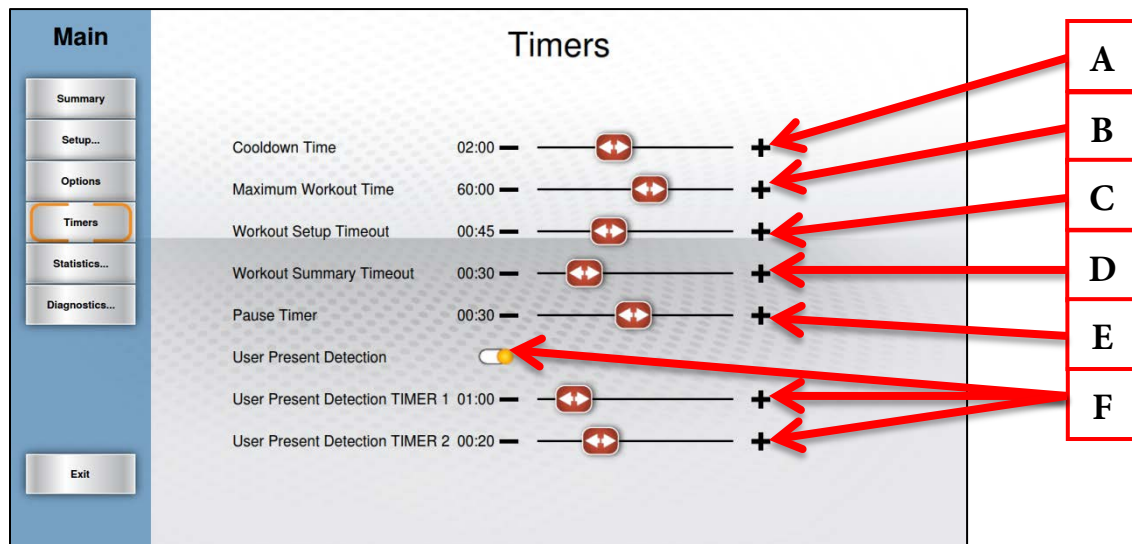 Main
Timers
A
Summary
B
Setup...
Cooldown Time 02:00
Options
Maximum Workout Time 60:00
C
Timers
Workout Setup Timeout 00:45
Statistics...
Workout Summary Timeout 00:30
D
Diagnostics...
Pause Timer 00:30
E
User Present Detection
User Present Detection TIMER 1 01:00
F
User Present Detection TIMER 2 00:20
Exit